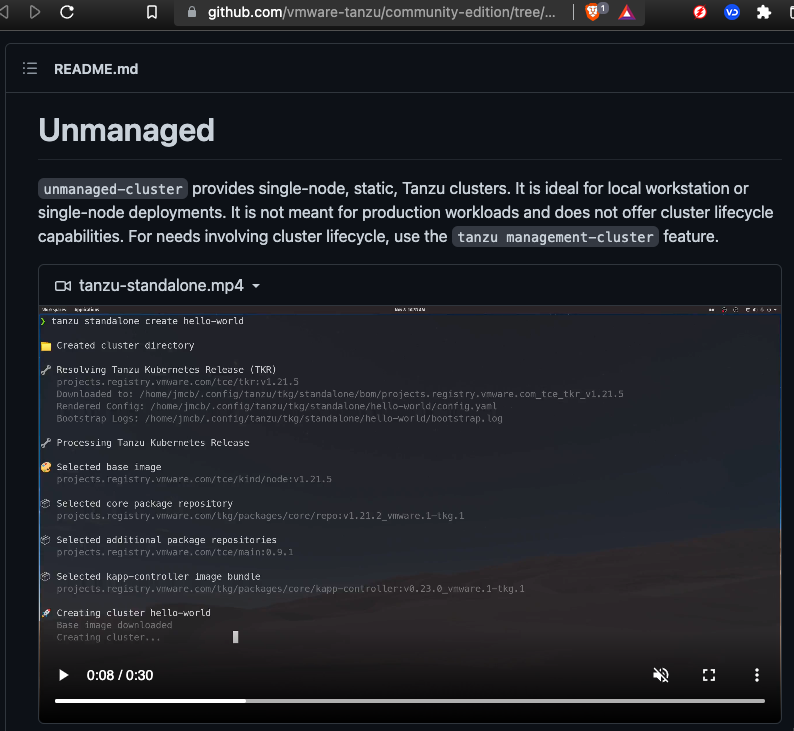 github.com/vmware-tanzu/community-edition/tree/...
1
README.md
Unmanaged
unmanaged-cluster provides single-node, static, Tanzu clusters. It is ideal for local workstation or
single-node deployments. It is not meant for production workloads and does not offer cluster lifecycle
capabilities. For needs involving cluster lifecycle, use the tanzu management-cluster feature.
tanzu-standalone.mp4
Workspaces Applications
❯ tanzu standalone create hello-world
Created cluster directory
Resolving Tanzu Kubernetes Release (TKR)
projects.registry.vmware.com/tce/tkr:v1.21.5
Downloaded to: /home/jmcb/.config/tanzu/tkg/standalone/bom/projects.registry.vmware.com_tce_tkr_v1.21.5
Rendered Config: /home/jmcb/.config/tanzu/tkg/standalone/hello-world/config.yaml
Bootstrap Logs: /home/jmcb/.config/tanzu/tkg/standalone/hello-world/bootstrap.log
Processing Tanzu Kubernetes Release
Selected base image
projects.registry.vmware.com/tce/kind/node:v1.21.5
Selected core package repository
projects.registry.vmware.com/tkg/packages/core/repo:v1.21.2_vmware.1-tkg.1
Selected additional package repositories
projects.registry.vmware.com/tce/main:0.9.1
Selected kapp-controller image bundle
projects.registry.vmware.com/tkg/packages/core/kapp-controller:v0.23.0_vmware.1-tkg.1
Creating cluster hello-world
Base image downloaded
Creating cluster...
0:08 / 0:30